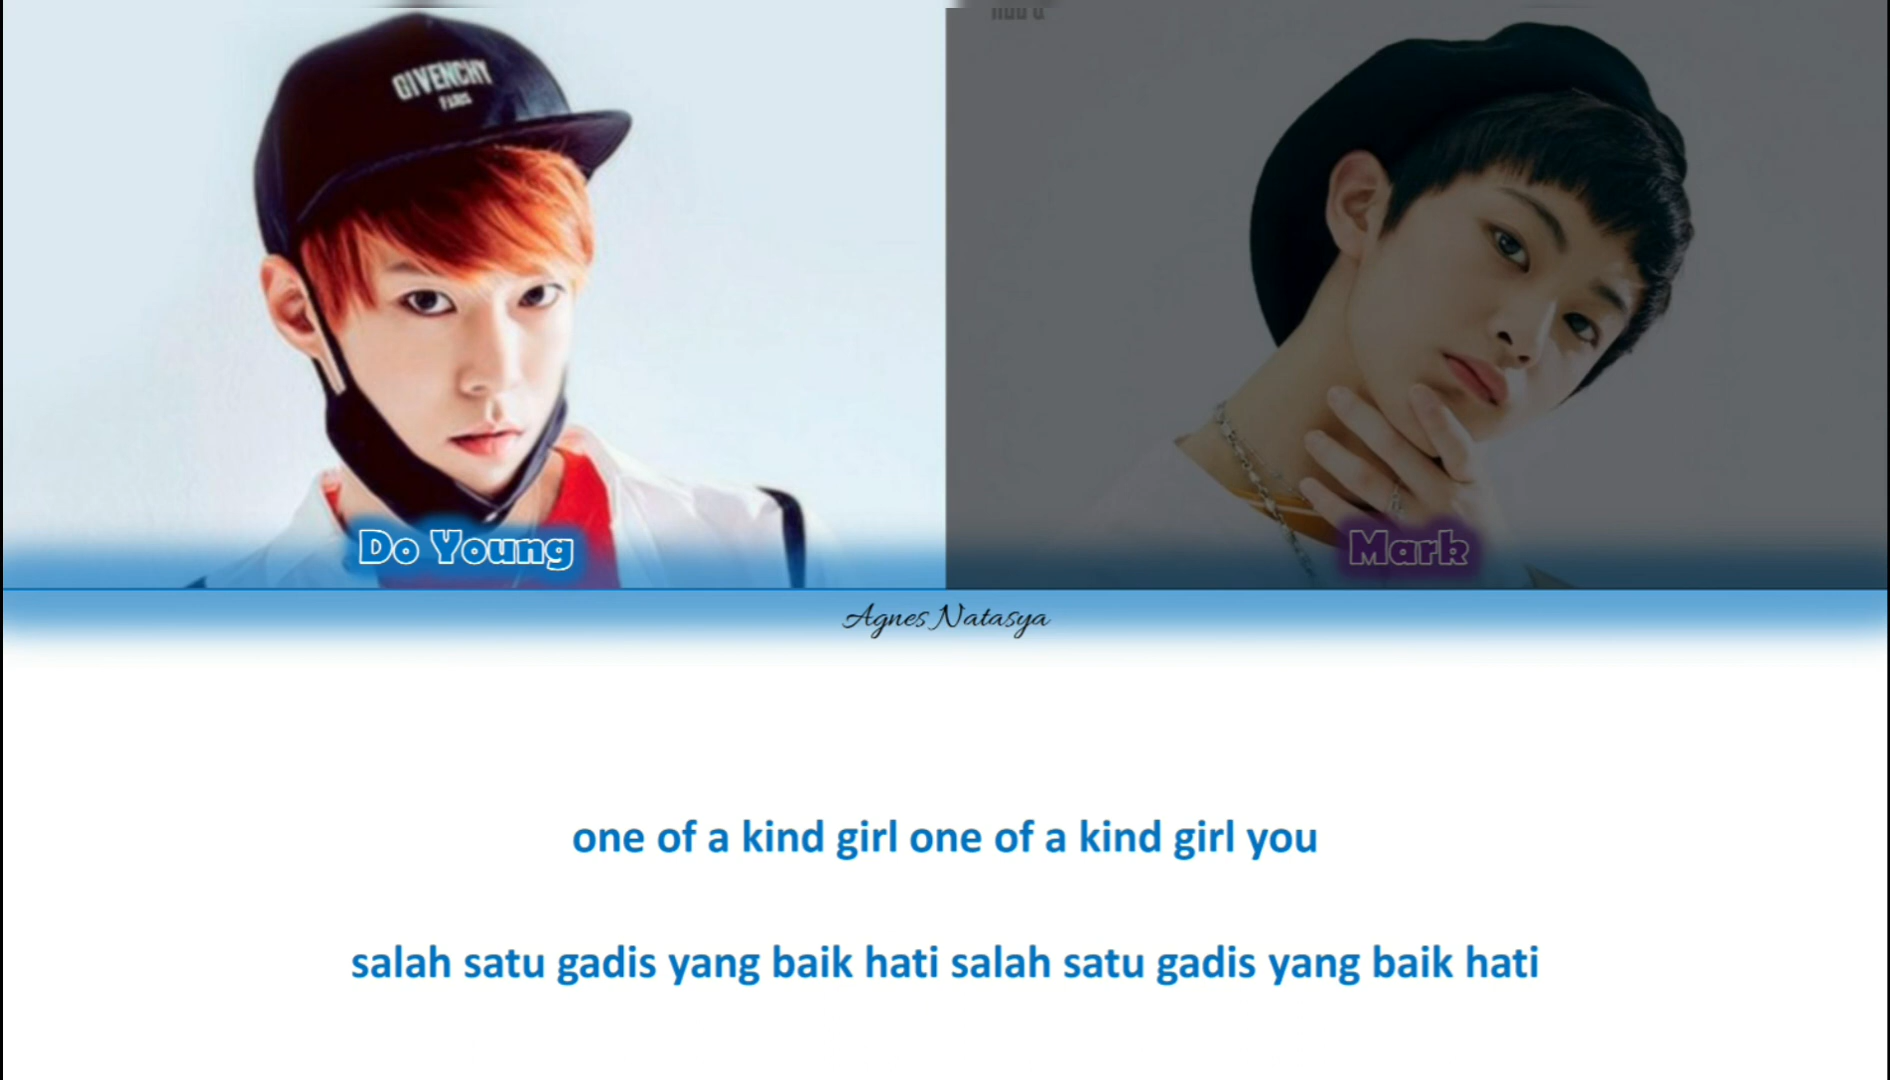 GIVENCHY
PARIS
Do Young
Mark
Agnes Natasya
one of a kind girl one of a kind girl you
salah satu gadis yang baik hati salah satu gadis yang baik hati